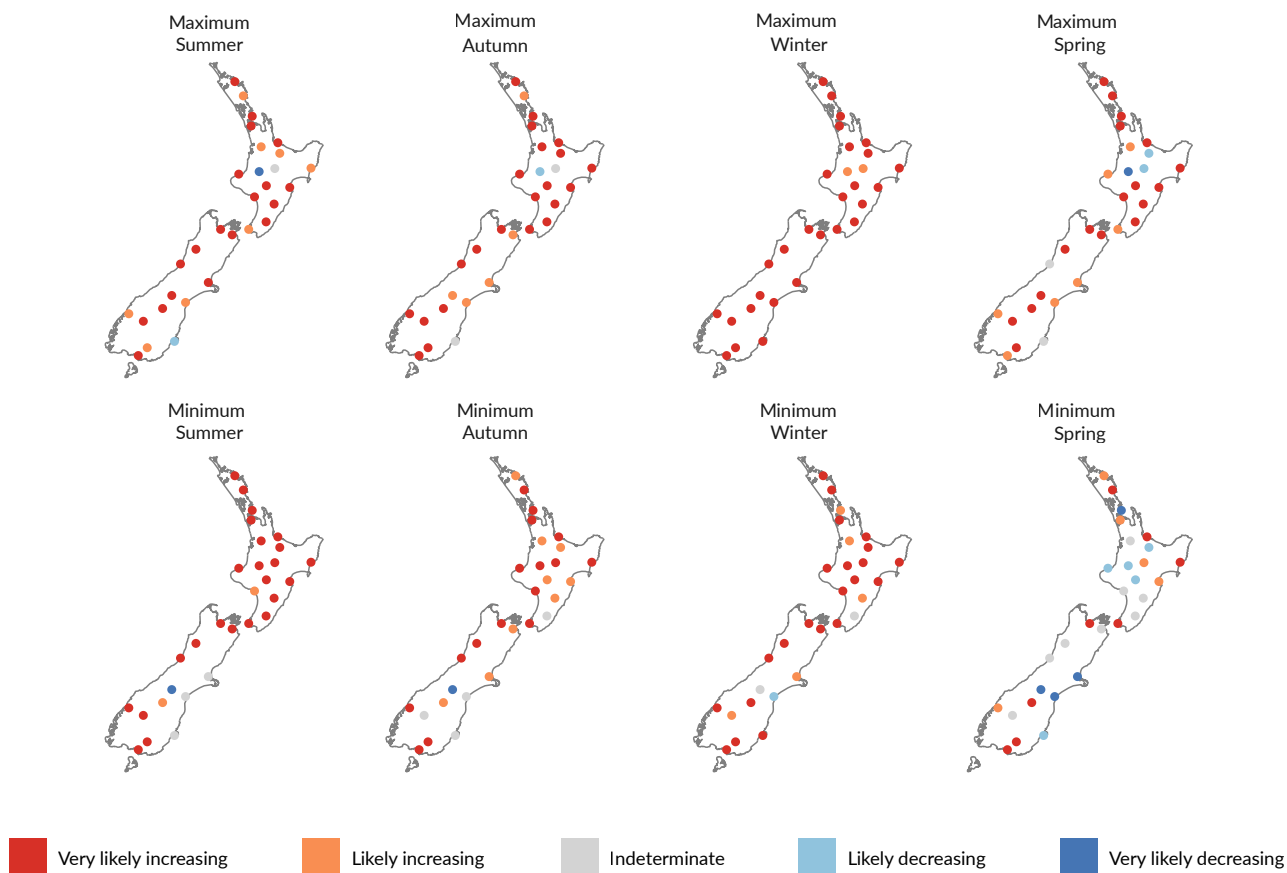 Maximum
Summer
Maximum
Autumn
Maximum
Winter
Maximum
Spring
Minimum
Summer
Minimum
Autumn
Minimum
Winter
Minimum
Spring
Very likely increasing
Likely increasing
Indeterminate
Likely decreasing
Very likely decreasing